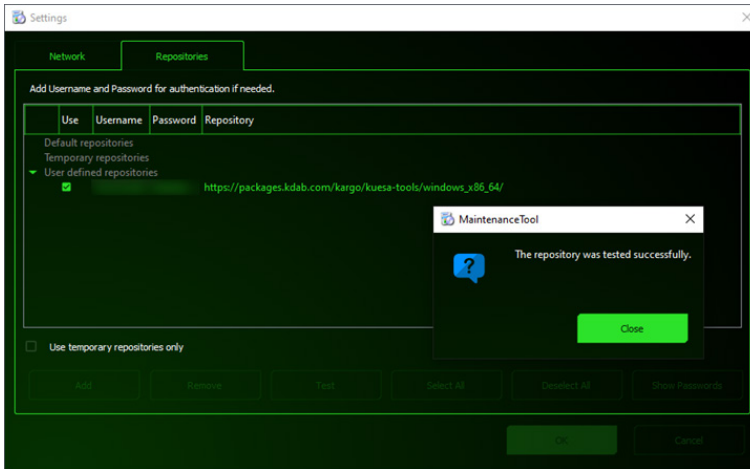 Settings
Network Repositories
Add Username and Password for authentication if needed.
Use Username Password Repository
Default repositories
Temporary repositories
User defined repositories
https://packages.kdab.com/kargo/kuesa-tools/windows_x86_64/
MaintenanceTool
The repository was tested successfully.
Close
Use temporary repositories only
Add Remove Test Select All Deselect All Show Passwords
OK Cancel